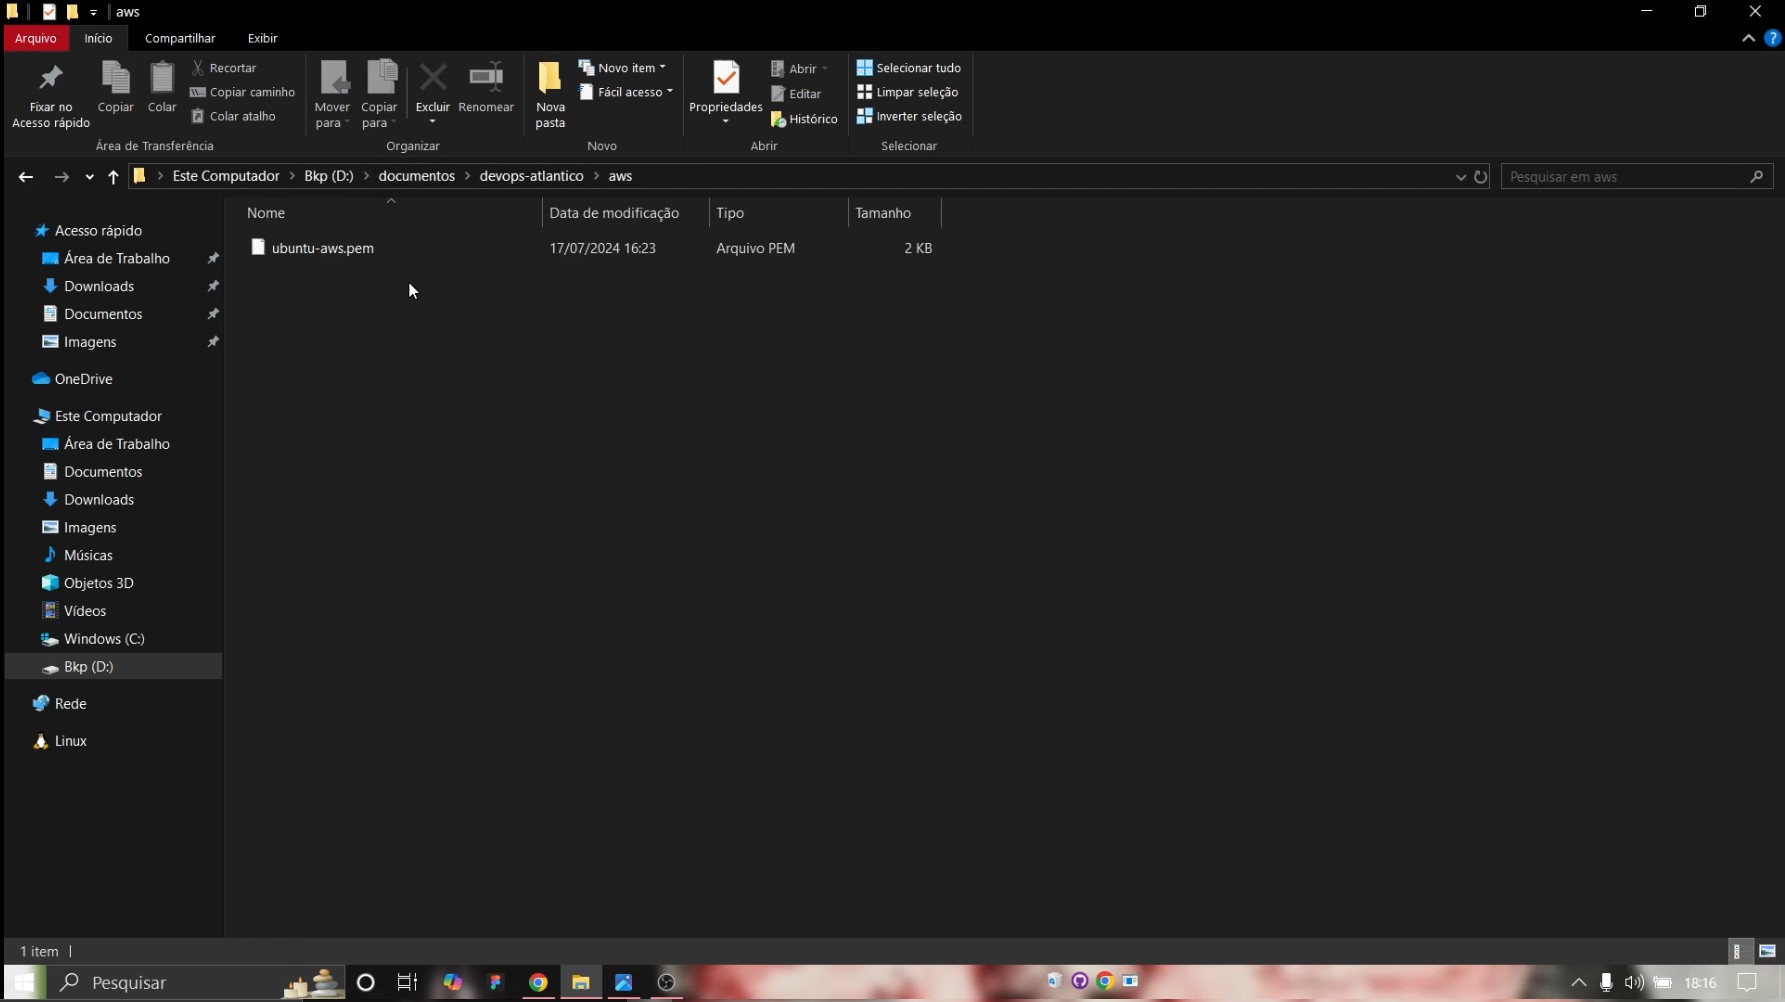 aws
Arquivo Início Compartilhar Exibir
?
Fixar no
Acesso rápido
Copiar
Colar
Recortar
Copiar caminho
Colar atalho
Área de Transferência
Mover
para
Copiar
para
Excluir
Renomear
Organizar
Nova
pasta
Novo item
Fácil acesso
Novo
Propriedades
Abrir
Editar
Histórico
Abrir
Selecionar tudo
Limpar seleção
Inverter seleção
Selecionar
Este Computador Bkp (D:) documentos devops-atlantico aws
Pesquisar em aws
Acesso rápido
Área de Trabalho
Downloads
Documentos
Imagens
OneDrive
Este Computador
Área de Trabalho
Documentos
Downloads
Imagens
Músicas
Objetos 3D
Vídeos
Windows (C:)
Bkp (D:)
Rede
Linux
Nome Data de modificação Tipo Tamanho
ubuntu-aws.pem 17/07/2024 16:23 Arquivo PEM 2 KB
1 item
Pesquisar
18:16